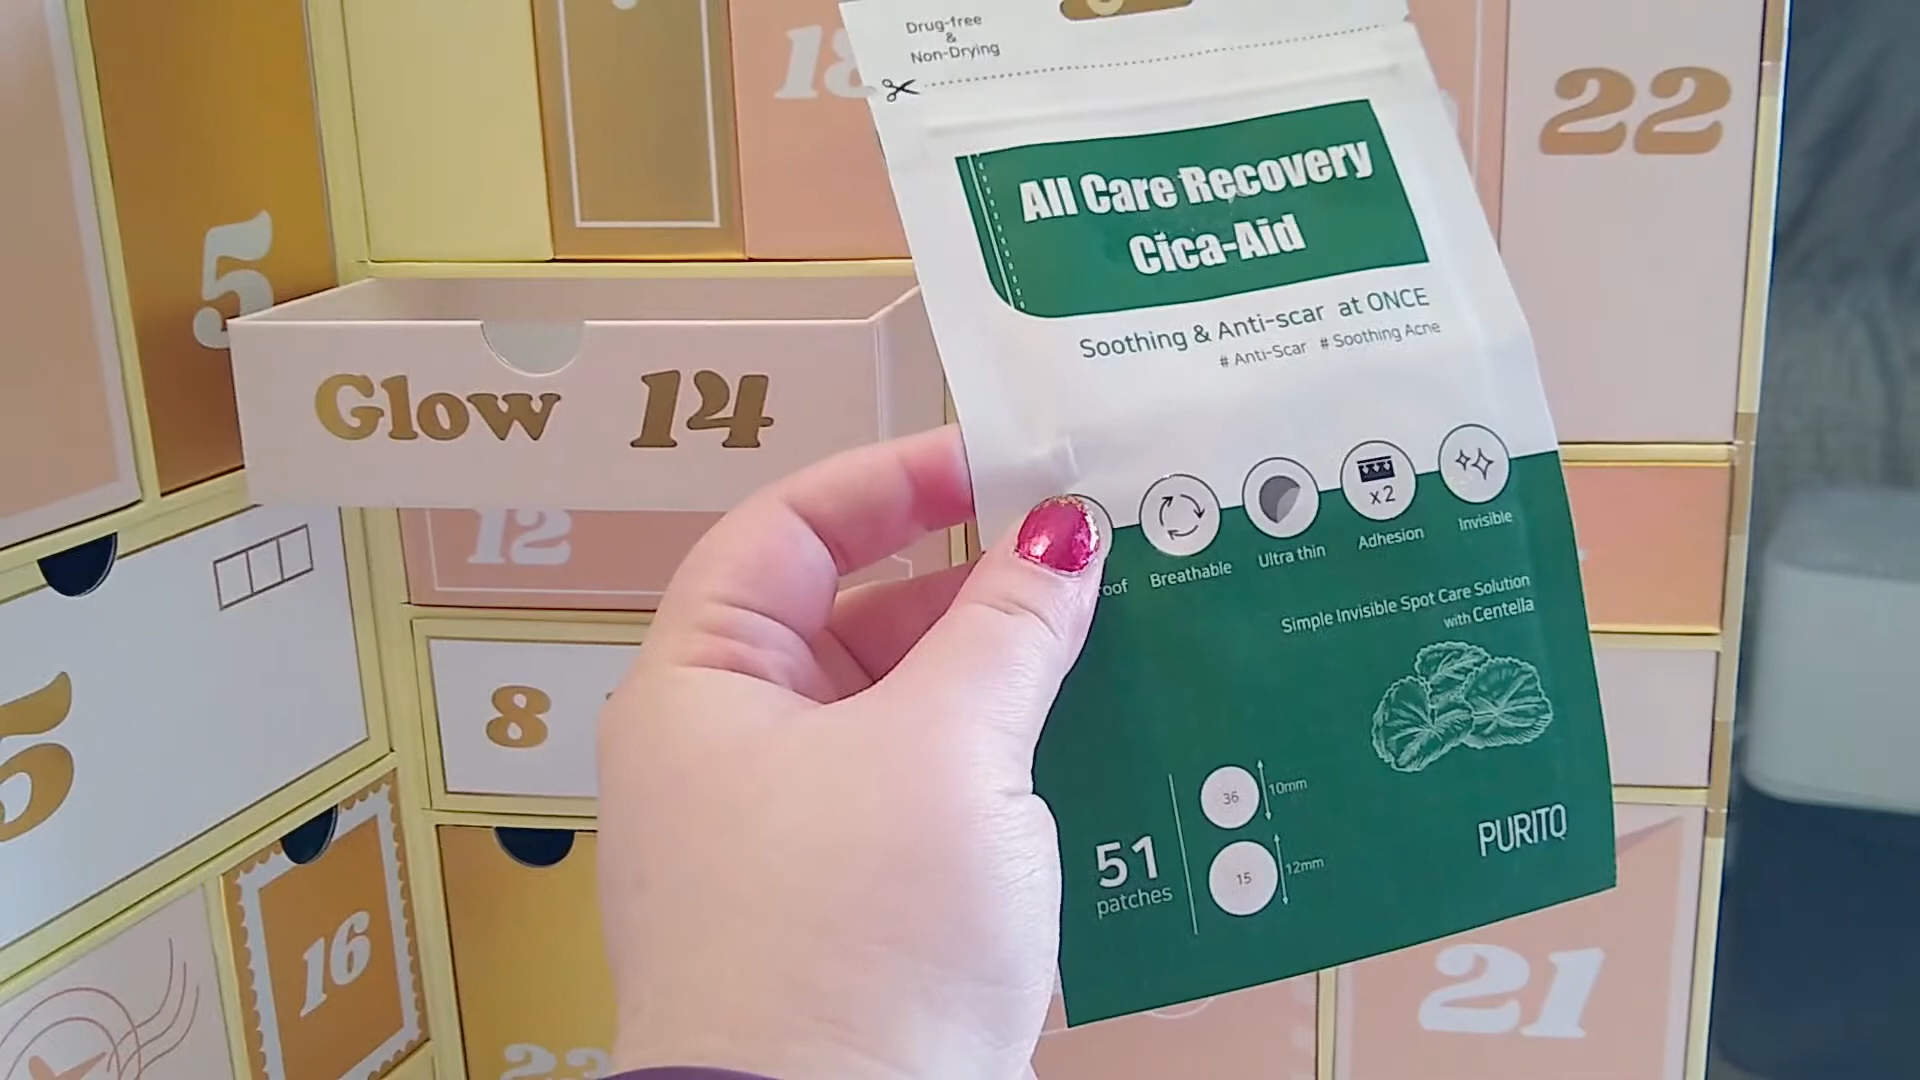 Drug-free
&
Non-Drying
All Care Recovery
Cica-Aid
Soothing & Anti-scar at ONCE
# Anti-Scar # Soothing Acne
x2
Breathable
Ultra thin
Adhesion
Invisible
Simple Invisible Spot Care Solution
with Centella
51
patches
36
10mm
15
12mm
PURITO
5
18
22
Glow 14
12
8
5
16
23
21